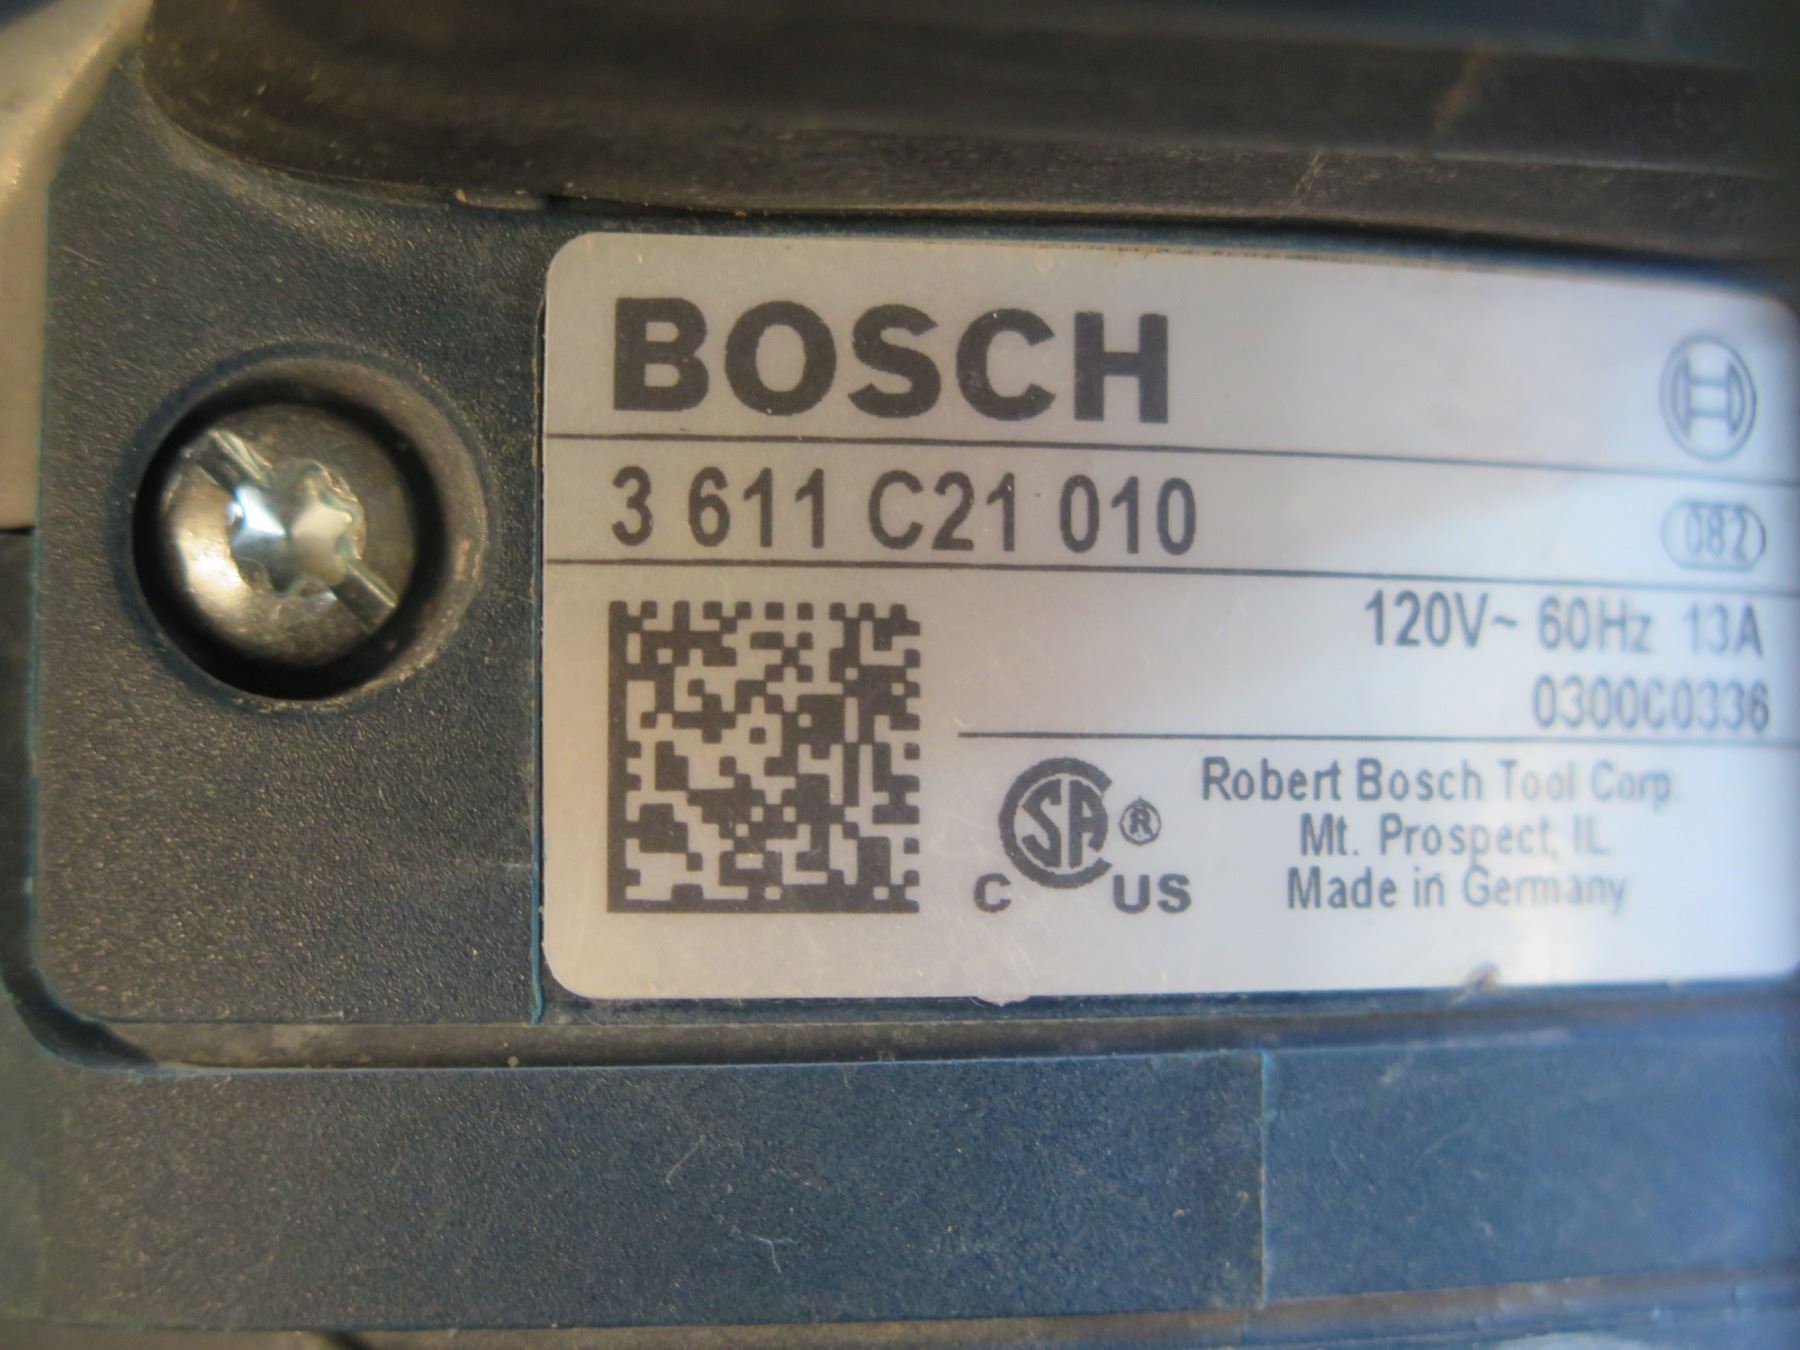 BOSCH
3 611 C21 010
082
120V~ 60Hz 13A
0300C0336
Robert Bosch Tool Corp.
Mt. Prospect, IL.
Made in Germany
SA ®
C US